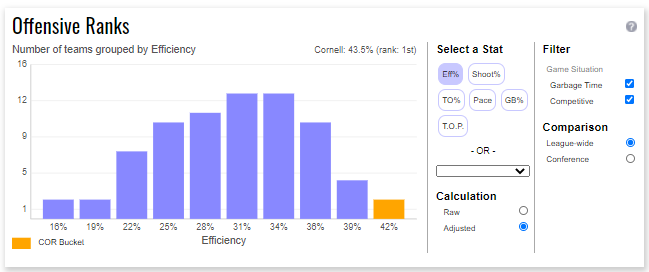 Offensive Ranks
?
Number of teams grouped by Efficiency
Cornell: 43.5% (rank: 1st)
16
12
9
5
1
16% 19% 22% 25% 28% 31% 34% 36% 39% 42%
COR Bucket
Efficiency
Select a Stat
Eff% Shoot%
TO% Pace GB%
T.O.P.
- OR -
Calculation
Raw
Adjusted
Filter
Game Situation
Garbage Time
Competitive
Comparison
League-wide
Conference